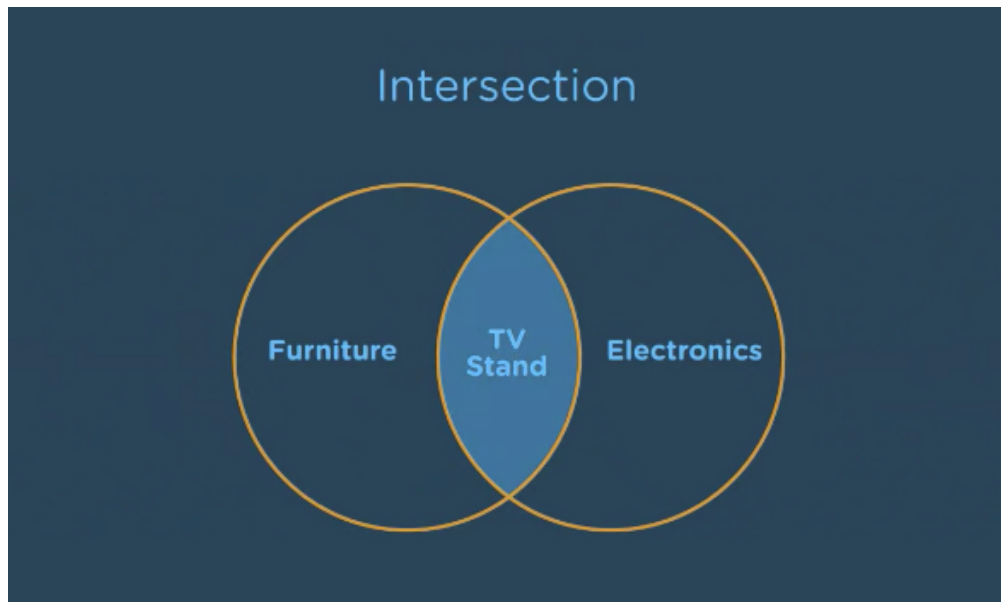 Intersection
Furniture
TV
Stand
Electronics